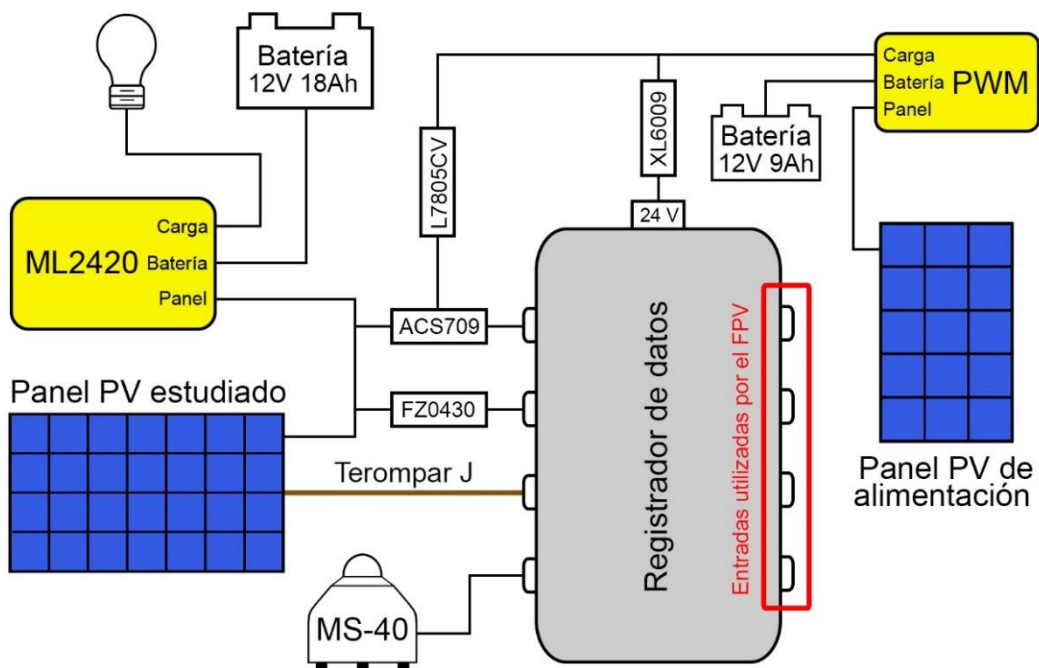 Batería
12V 18Ah
Carga
Batería
Panel
PWM
Batería
12V 9Ah
L7805CV
XL6009
24 V
ML2420
Carga
Batería
Panel
ACS709
FZ0430
Panel PV estudiado
Terompar J
MS-40
Registrador de datos
Entradas utilizadas por el FPV
Panel PV de
alimentación